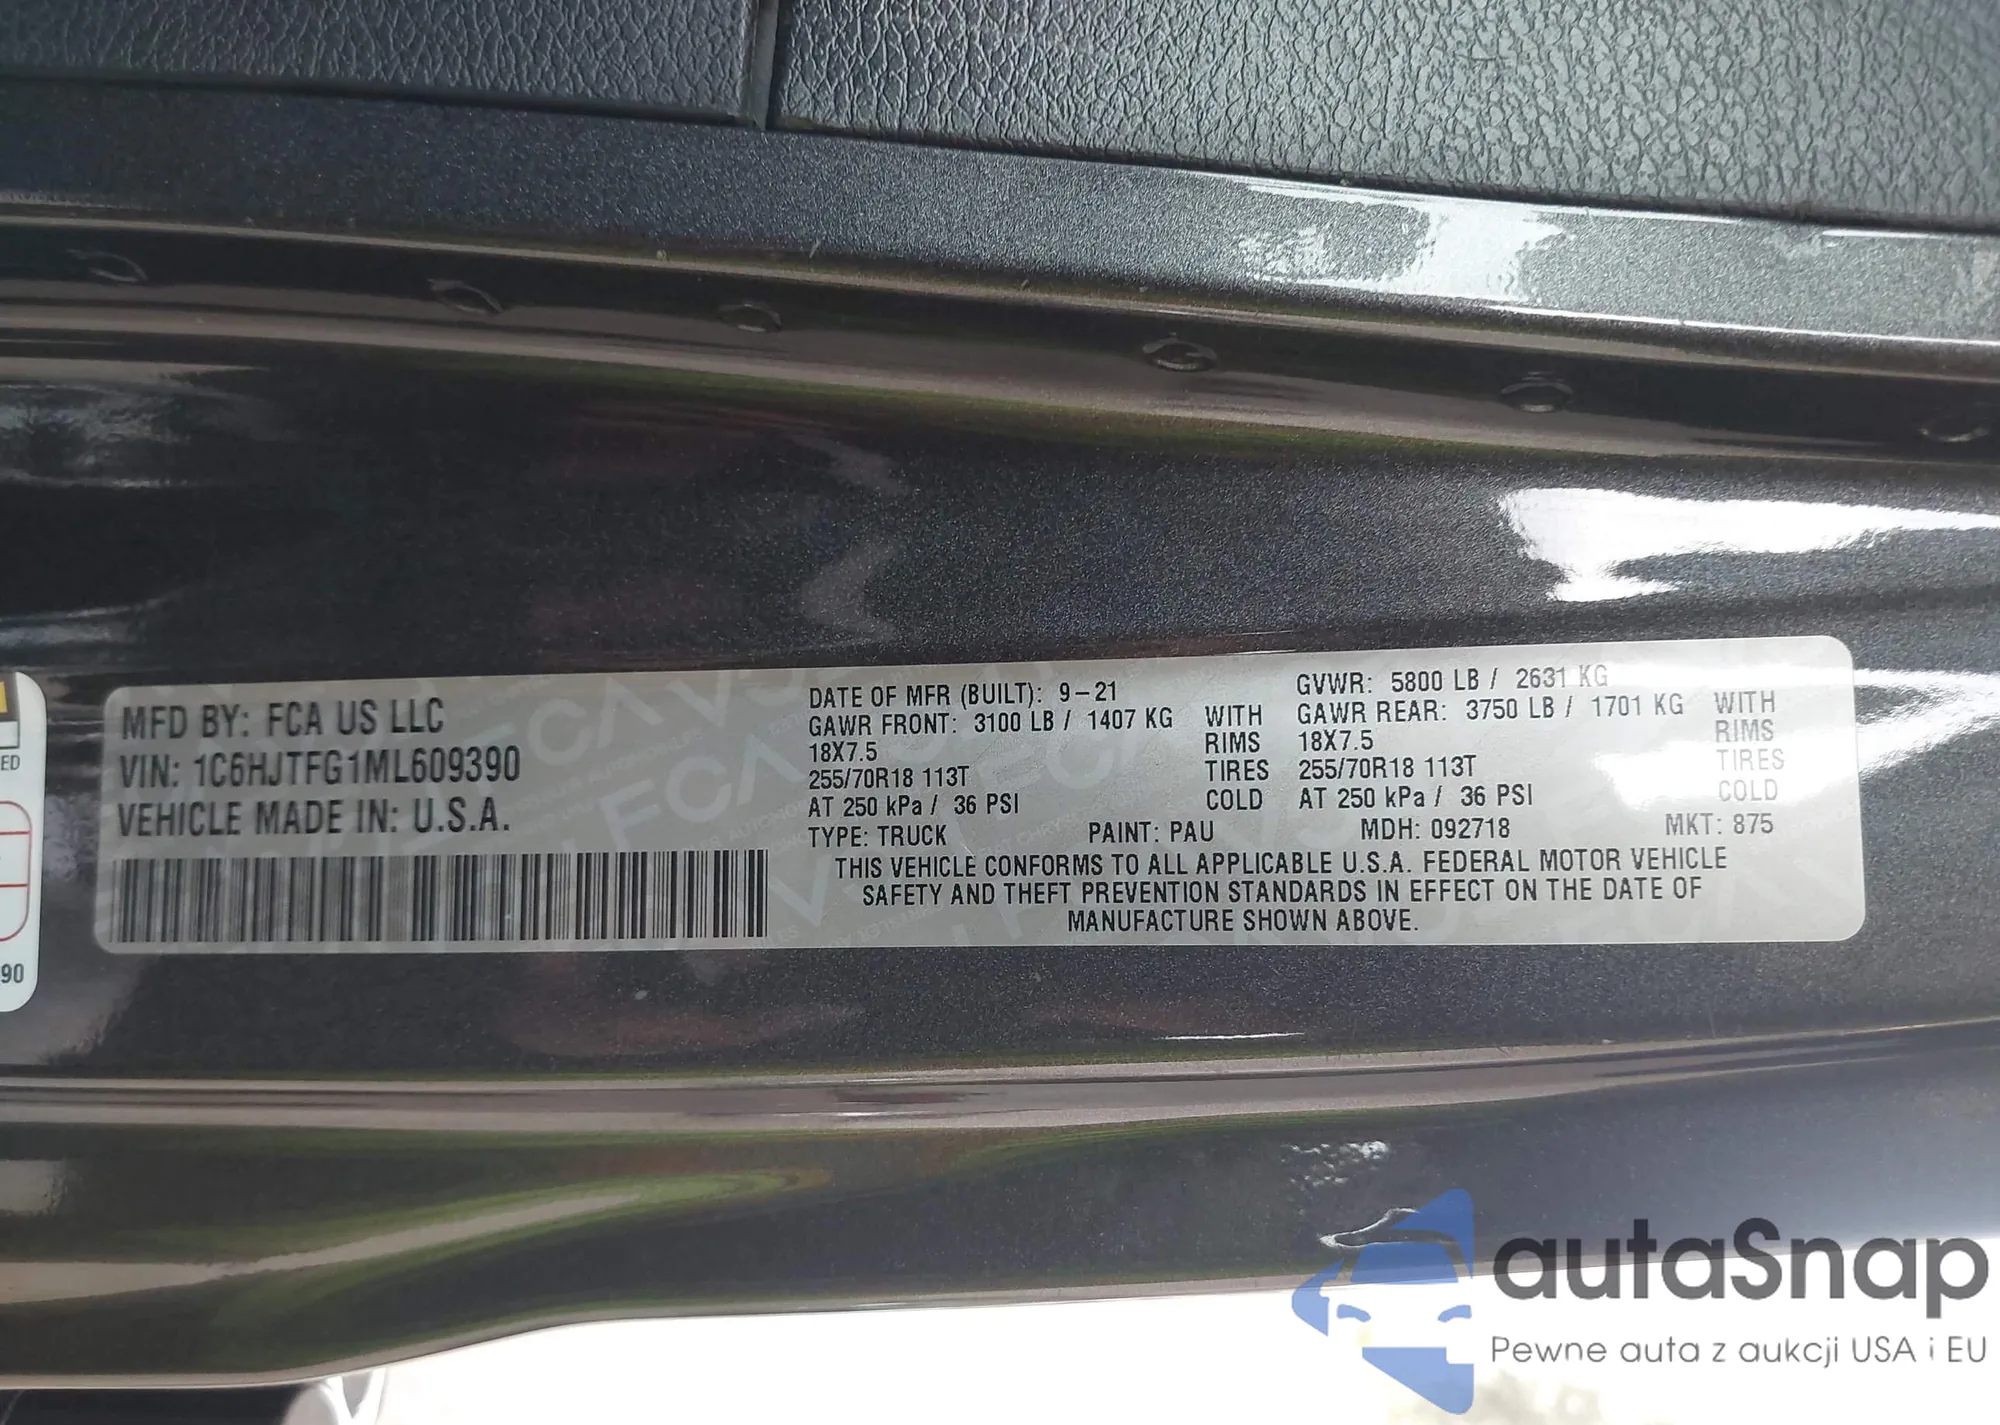 MFD BY: FCA US LLC
VIN: 1C6HJTFG1ML609390
VEHICLE MADE IN: U.S.A.
DATE OF MFR (BUILT): 9-21
GAWR FRONT: 3100 LB / 1407 KG WITH
18X7.5 RIMS
255/70R18 113T TIRES
AT 250 kPa / 36 PSI COLD
GVWR: 5800 LB / 2631 KG
GAWR REAR: 3750 LB / 1701 KG WITH
18X7.5 RIMS
255/70R18 113T TIRES
AT 250 kPa / 36 PSI COLD
TYPE: TRUCK PAINT: PAU MDH: 092718 MKT: 875
THIS VEHICLE CONFORMS TO ALL APPLICABLE U.S.A. FEDERAL MOTOR VEHICLE
SAFETY AND THEFT PREVENTION STANDARDS IN EFFECT ON THE DATE OF
MANUFACTURE SHOWN ABOVE.
ED
90
autaSnap
Pewne auta z aukcji USA i EU